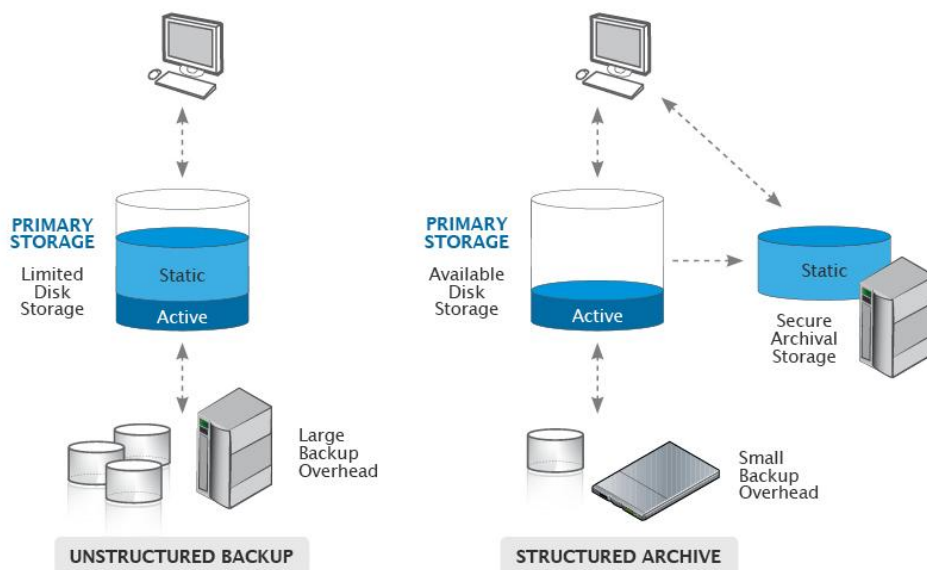 PRIMARY
STORAGE
Limited
Disk
Storage
Static
Active
Large
Backup
Overhead
UNSTRUCTURED BACKUP
PRIMARY
STORAGE
Available
Disk
Storage
Active
Static
Secure
Archival
Storage
Small
Backup
Overhead
STRUCTURED ARCHIVE